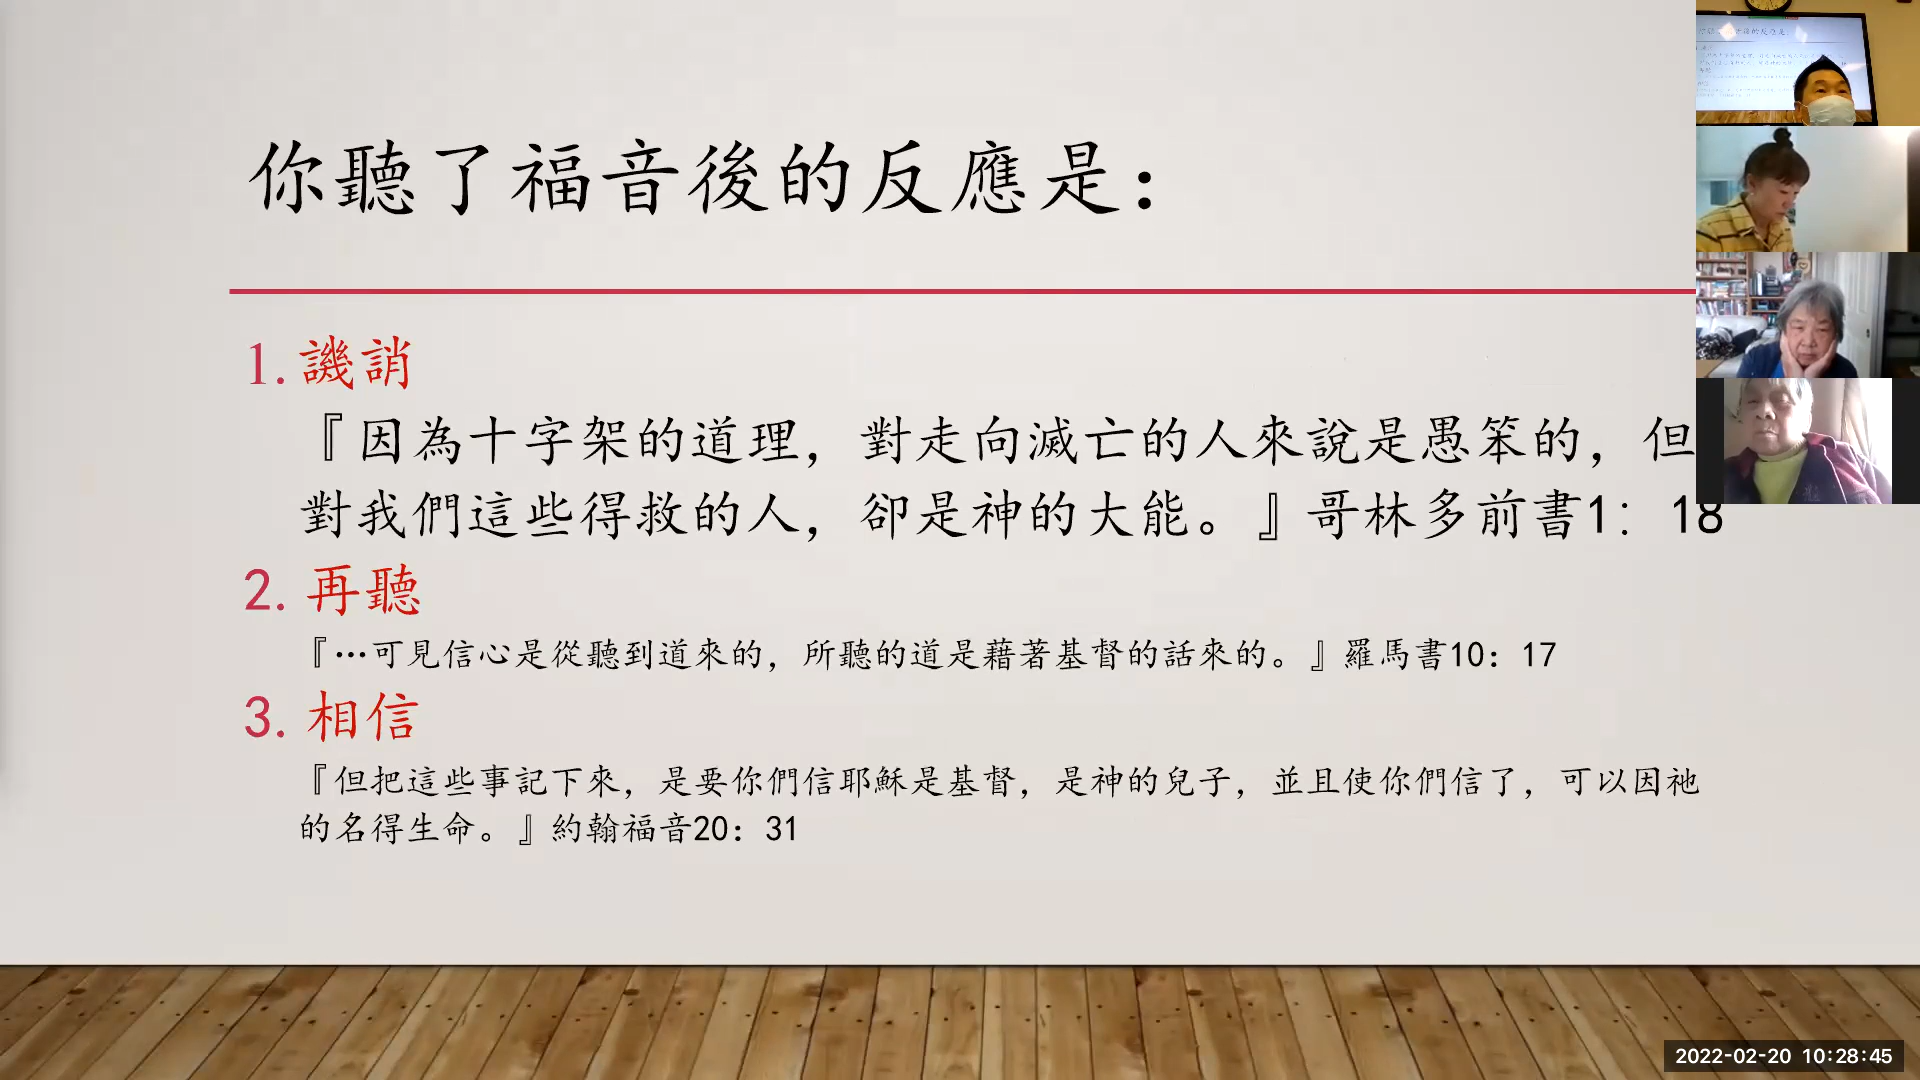 你聽了福音後的反應是：
1. 譏誚
『因為十字架的道理，對走向滅亡的人來說是愚笨的，但
對我們這些得救的人，卻是神的大能。』哥林多前書1：18
2. 再聽
『…可見信心是從聽到道來的，所聽的道是藉著基督的話來的。』羅馬書10：17
3. 相信
『但把這些事記下來，是要你們信耶穌是基督，是神的兒子，並且使你們信了，可以因祂
的名得生命。』約翰福音20：31
2022-02-20 10:28:45